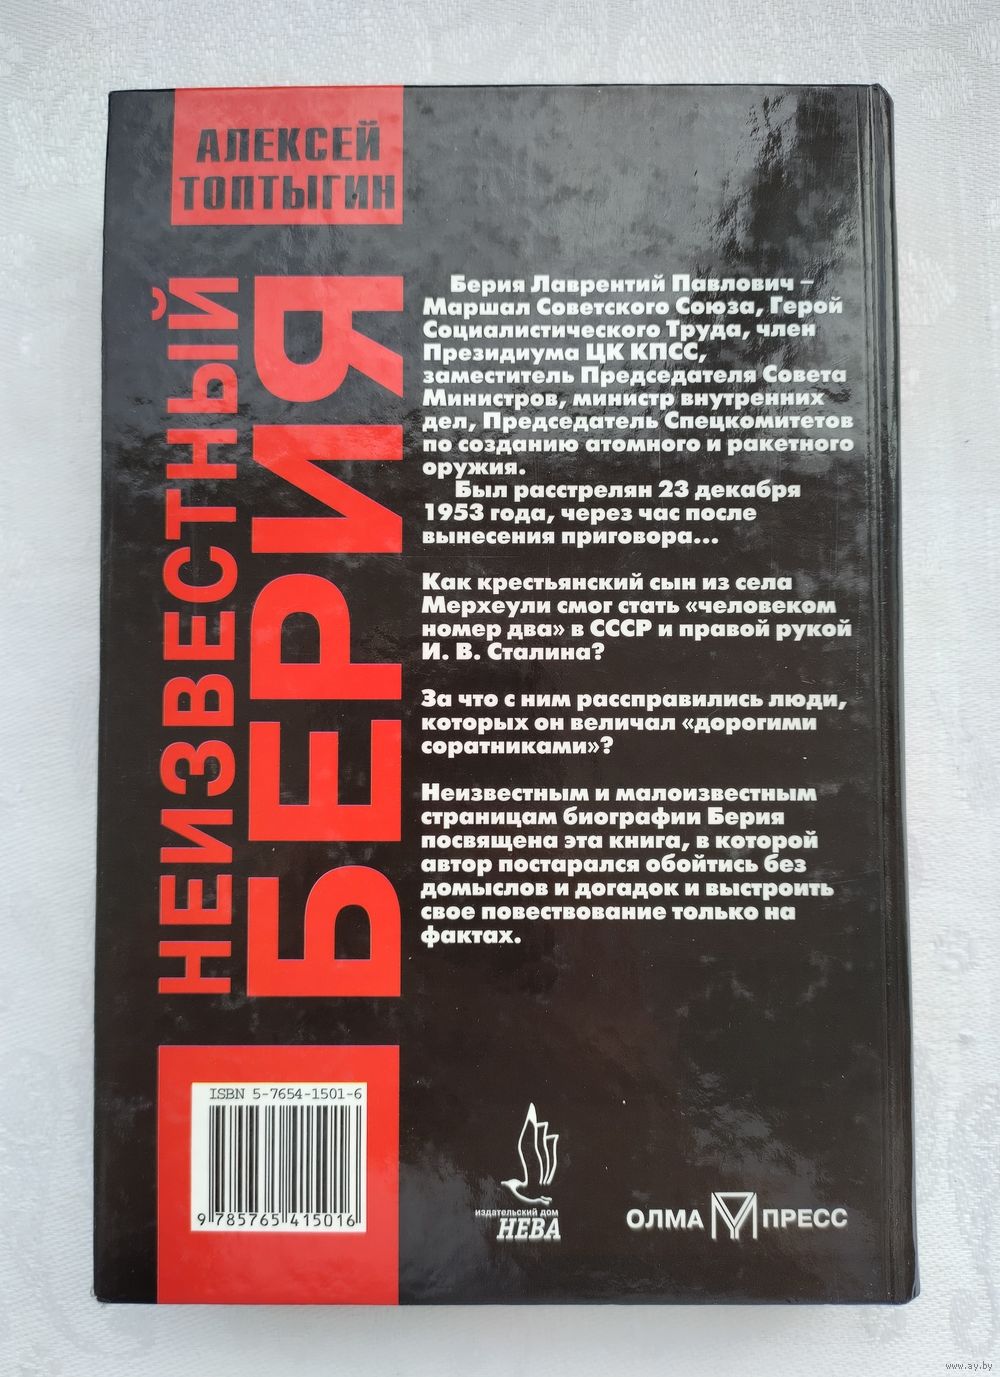 АЛЕКСЕЙ
ТОПТЫГИН
НЕИЗВЕСТНЫЙ
БЕРИЯ
Берия Лаврентий Павлович –
Маршал Советского Союза, Герой
Социалистического Труда, член
Президиума ЦК КПСС,
заместитель Председателя Совета
Министров, министр внутренних
дел, Председатель Спецкомитетов
по созданию атомного и ракетного
оружия.
Был расстрелян 23 декабря
1953 года, через час после
вынесения приговора...
Как крестьянский сын из села
Мерхеули смог стать «человеком
номер два» в СССР и правой рукой
И. В. Сталина?
За что с ним расправились люди,
которых он величал «дорогими
соратниками»?
Неизвестным и малоизвестным
страницам биографии Берия
посвящена эта книга, в которой
автор постарался обойтись без
домыслов и догадок и выстроить
свое повествование только на
фактах.
ISBN 5-7654-1501-6
9 785765 415016
издательский дом
НЕВА
ОЛМА ПРЕСС
www.ay.by